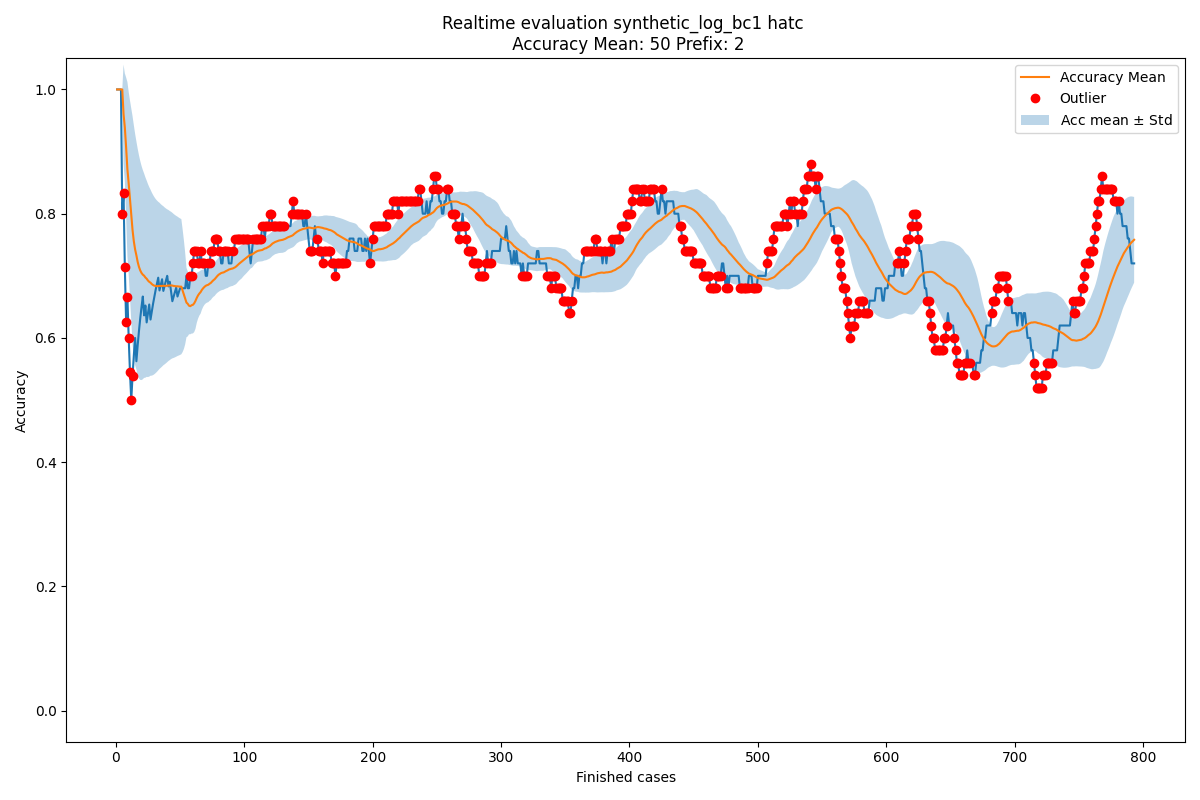 Realtime evaluation synthetic_log_bc1 hatc
Accuracy Mean: 50 Prefix: 2
Accuracy Mean
Outlier
Acc mean ± Std
1.0
0.8
0.6
0.4
0.2
0.0
Accuracy
0 100 200 300 400 500 600 700 800
Finished cases